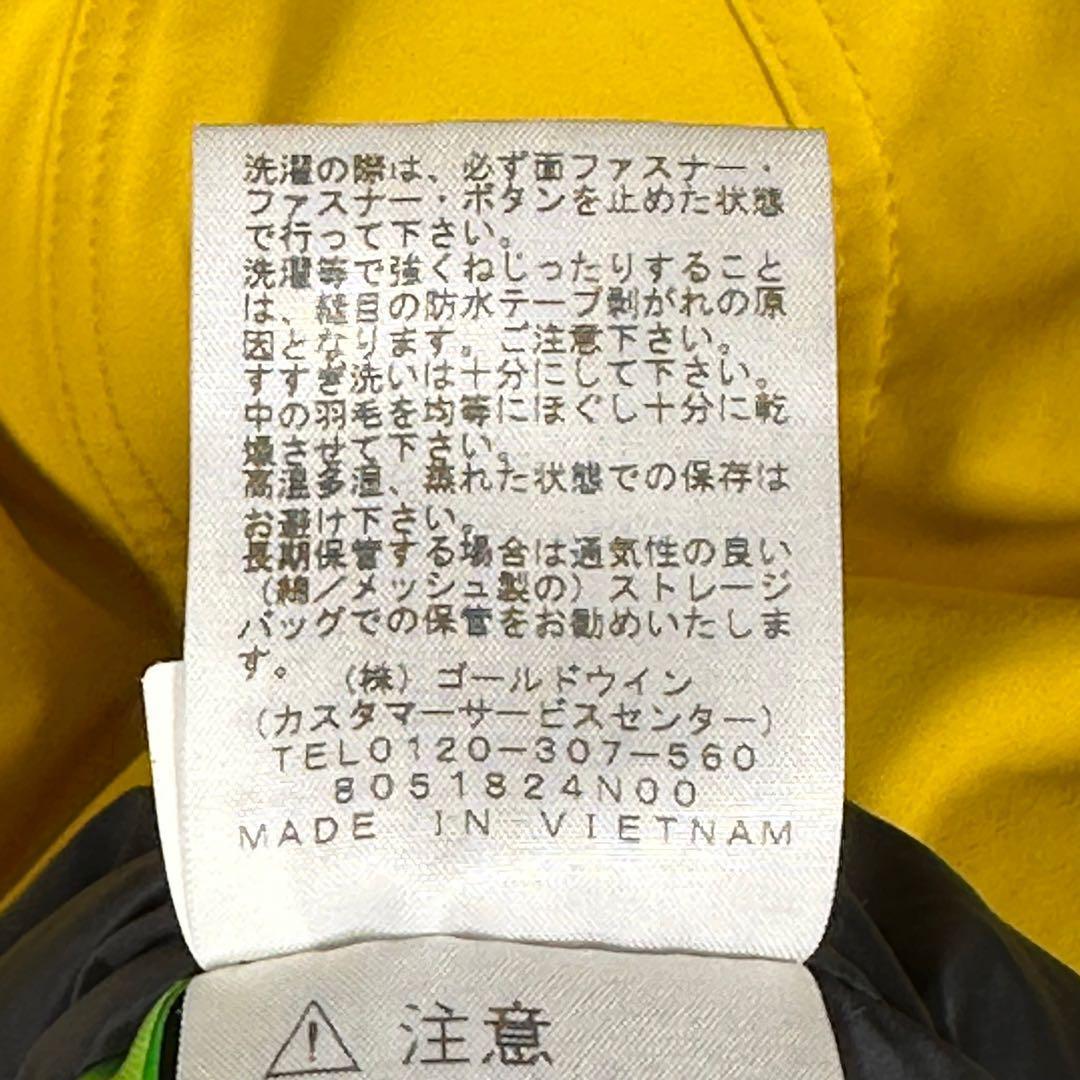 洗濯の際は、必ず面ファスナー・
ファスナー・ボタンを止めた状態
で行って下さい。
洗濯等で強くねじったりすること
は、縫目の防水テープ剝がれの原
因となります。ご注意下さい。
すすぎ洗いは十分にして下さい。
中の羽毛を均等にほぐし十分に乾
燥させて下さい。
高温多湿、蒸れた状態での保存は
お避け下さい。
長期保管する場合は通気性の良い
(綿/メッシュ製の)ストレージ
バッグでの保管をお勧めいたしま
す。
(株)ゴールドウイン
(カスタマーサービスセンター)
TEL0120-307-560
8051824N00
MADE IN VIETNAM
注意